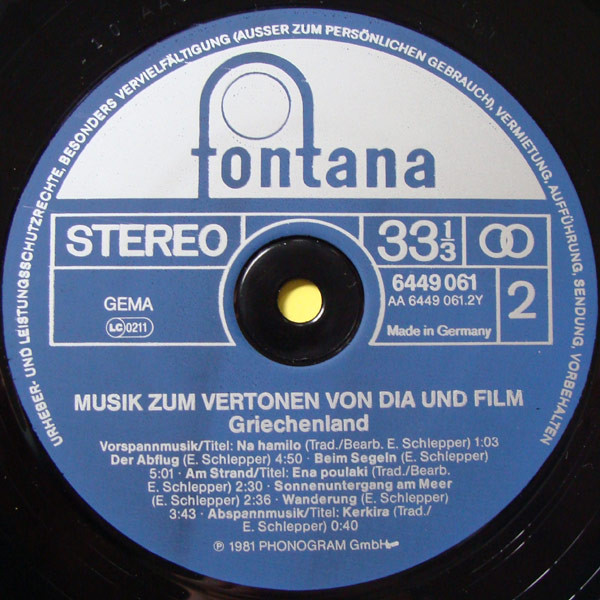 URHEBER- UND LEISTUNGSSCHUTZRECHTE, BESONDERS VERVIELFÄLTIGUNG (AUSSER ZUM PERSÖNLICHEN GEBRAUCH), VERMIETUNG, AUFFÜHRUNG, SENDUNG, VORBEHALTEN
fontana
STEREO
33 1/3
6449 061
AA 6449 061.2Y
2
GEMA
LC 0211
Made in Germany
MUSIK ZUM VERTONEN VON DIA UND FILM
Griechenland
Vorspannmusik/Titel: Na hamilo (Trad./Bearb. E. Schlepper) 1:03
Der Abflug (E. Schlepper) 4:50 · Beim Segeln (E. Schlepper)
5:01 · Am Strand/Titel: Ena poulaki (Trad./Bearb.
E. Schlepper) 2:30 · Sonnenuntergang am Meer
(E. Schlepper) 2:36 · Wanderung (E. Schlepper)
3:43 · Abspannmusik/Titel: Kerkira (Trad./
E. Schlepper) 0:40
℗ 1981 PHONOGRAM GmbH